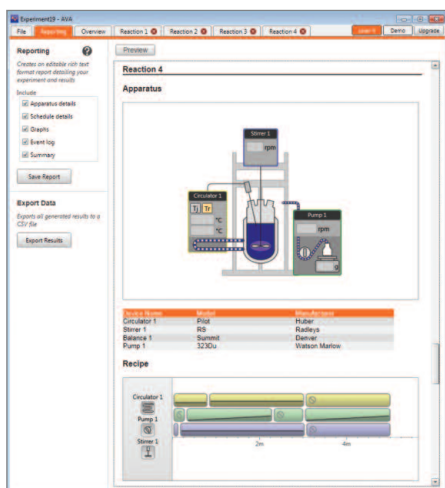 Experiment19 - AVA
File Reporting Overview Reaction 1 Reaction 2 Reaction 3 Reaction 4 User II Demo Upgrade
Reporting
Creates an editable rich text
format report detailing your
experiment and results
Include
Apparatus details
Schedule details
Graphs
Event log
Summary
Save Report
Export Data
Exports all generated results to a
CSV file
Export Results
Preview
Reaction 4
Apparatus
Stirrer 1
rpm
Circulator 1
Tj Tr
°C
°C
Pump 1
rpm
g
Device Name Model Manufacturer
Circulator 1 Pilot Huber
Stirrer 1 RS Radleys
Balance 1 Summit Denver
Pump 1 323Du Watson Marlow
Recipe
Circulator 1
Pump 1
Stirrer 1
2m 4m